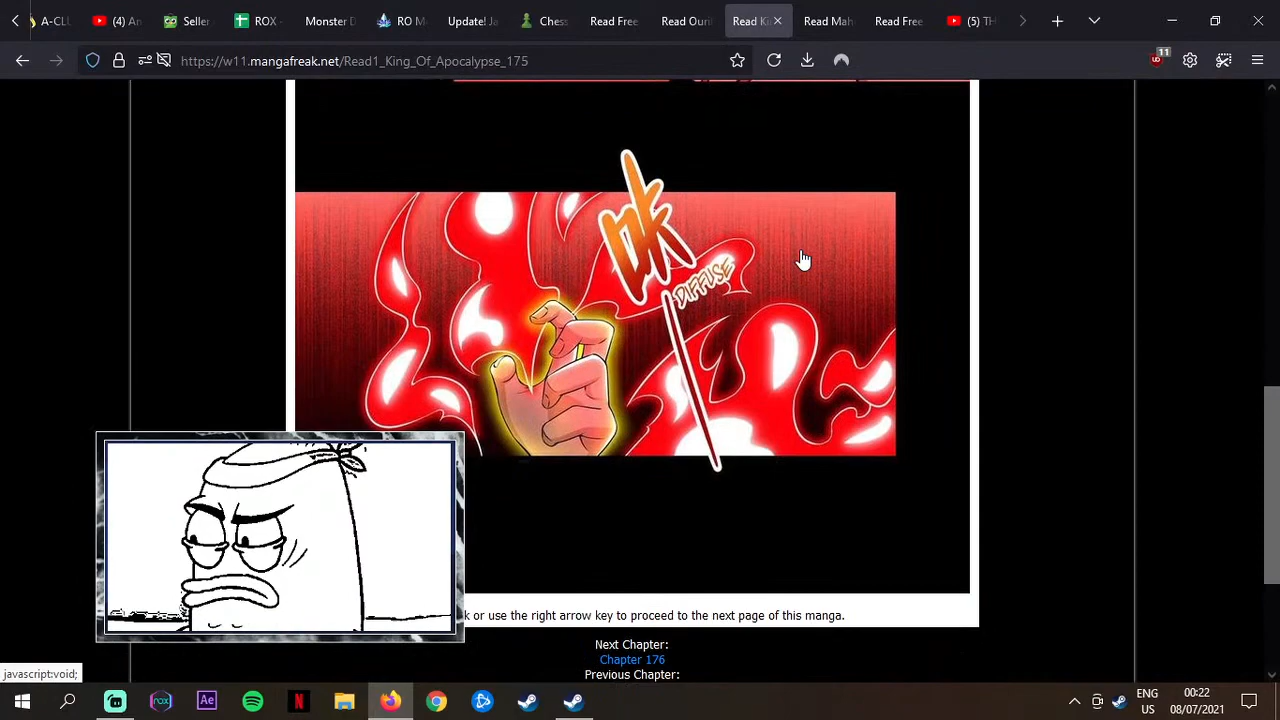 A-CLU
(4) An
Seller
ROX -
Monster D
RO M
Update! Ja
Chess
Read Free
Read Ouri
Read Ki
Read Mah
Read Free
(5) TH
https://w11.mangafreak.net/Read1_King_Of_Apocalypse_175
11
DIFFUSE
k or use the right arrow key to proceed to the next page of this manga.
Next Chapter:
Chapter 176
Previous Chapter:
javascript:void;
nox
Ae
N
ENG
US
00:22
08/07/2021